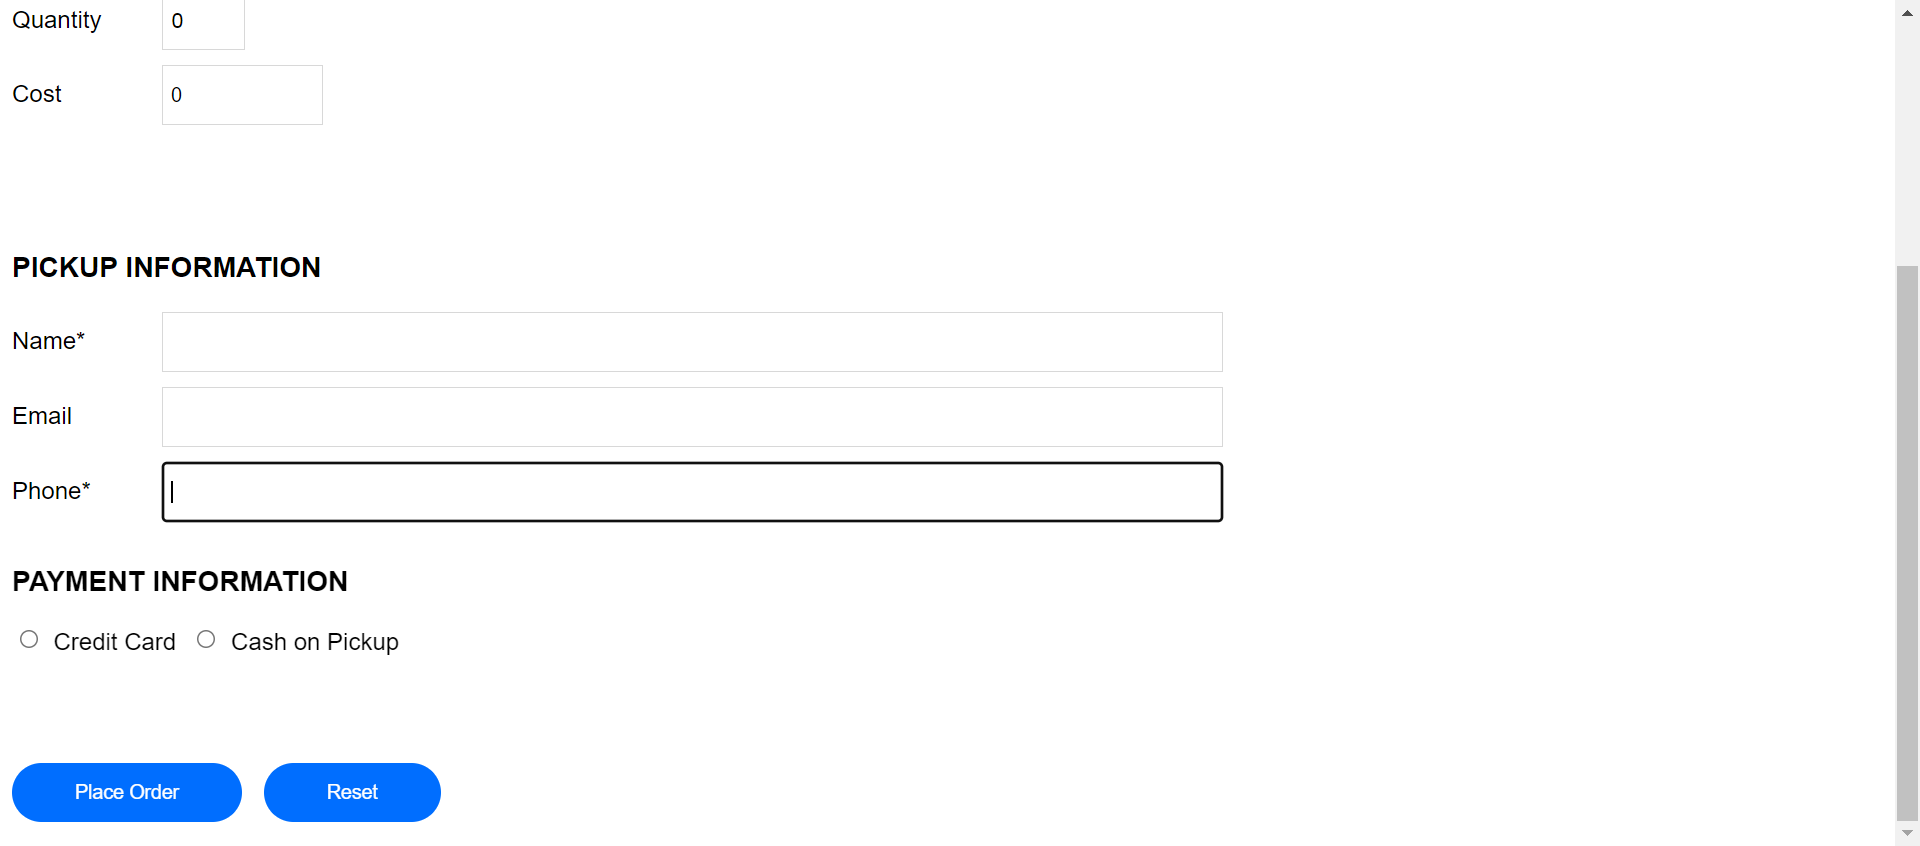 Quantity 0
Cost 0
PICKUP INFORMATION
Name*
Email
Phone*
PAYMENT INFORMATION
Credit Card Cash on Pickup
Place Order Reset